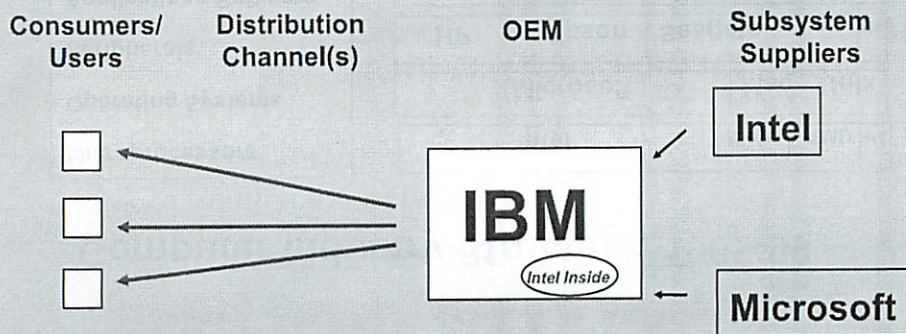 Consumers/
Users
Distribution
Channel(s)
OEM
Subsystem
Suppliers
Intel
IBM
Intel Inside
Microsoft